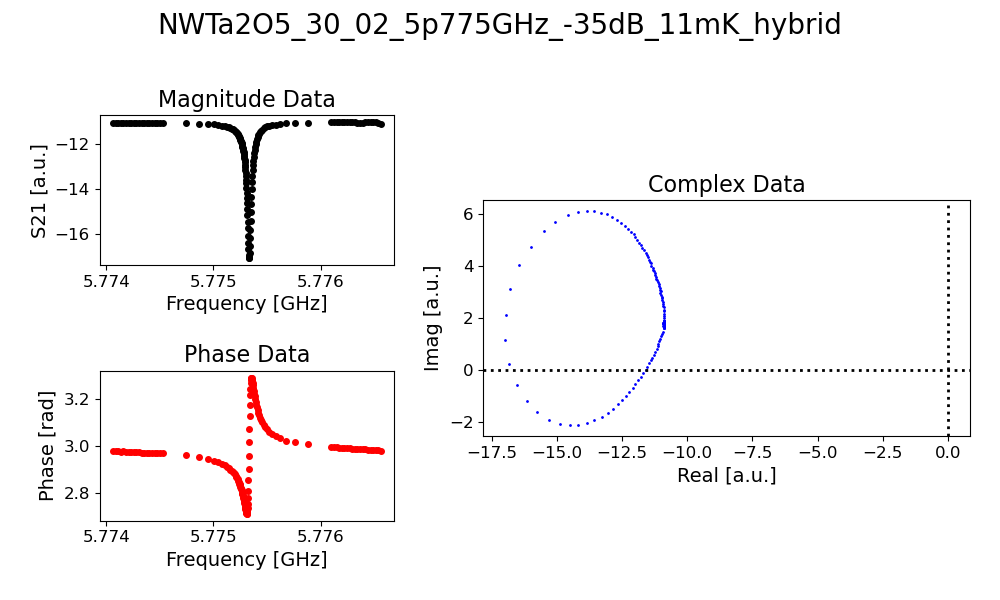 NWTa2O5_30_02_5p775GHz_-35dB_11mK_hybrid
Magnitude Data
S21 [a.u.]
−12
−14
−16
5.774 5.775 5.776
Frequency [GHz]
Phase Data
Phase [rad]
3.2
3.0
2.8
5.774 5.775 5.776
Frequency [GHz]
Complex Data
Imag [a.u.]
6
4
2
0
−2
−17.5 −15.0 −12.5 −10.0 −7.5 −5.0 −2.5 0.0
Real [a.u.]